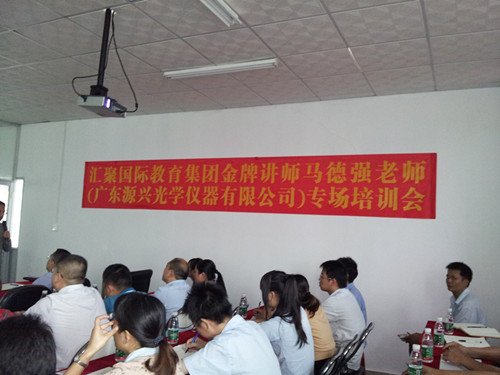 汇聚国际教育集团金牌讲师马德强老师
(广东源兴光学仪器有限公司)专场培训会